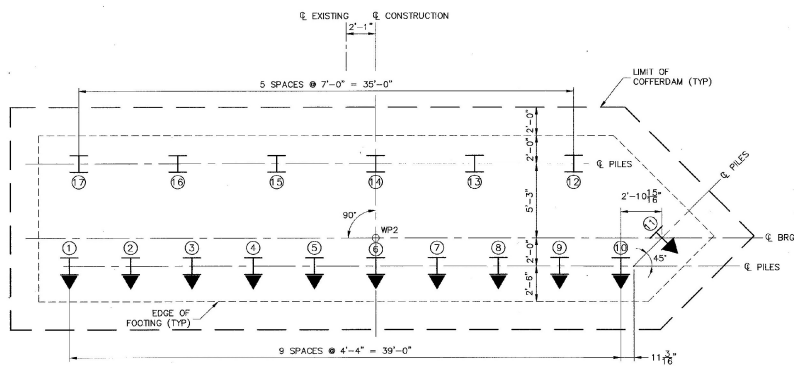 ℄ EXISTING ℄ CONSTRUCTION
2'-1"
5 SPACES @ 7'-0" = 35'-0"
LIMIT OF
COFFERDAM (TYP)
2'-0"
2'-0"
℄ PILES
℄ PILES
17 16 15 14 13 12
5'-3"
2'-10 15/16"
90°
WP2
11
℄ BRG
1 2 3 4 5 6 7 8 9 10
2'-0"
45°
℄ PILES
2'-6"
EDGE OF
FOOTING (TYP)
9 SPACES @ 4'-4" = 39'-0"
11 3/16"